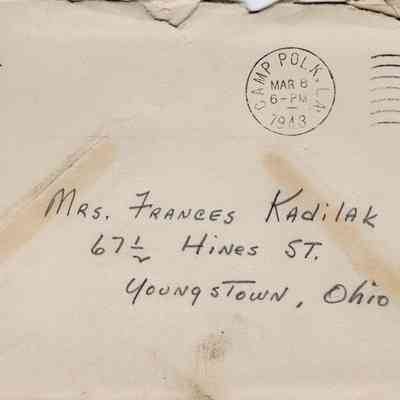 CAMP POLK, LA.
MAR 8
6-PM
1943
Mrs. Frances Kadilak
67½ Hines St.
Youngstown, Ohio